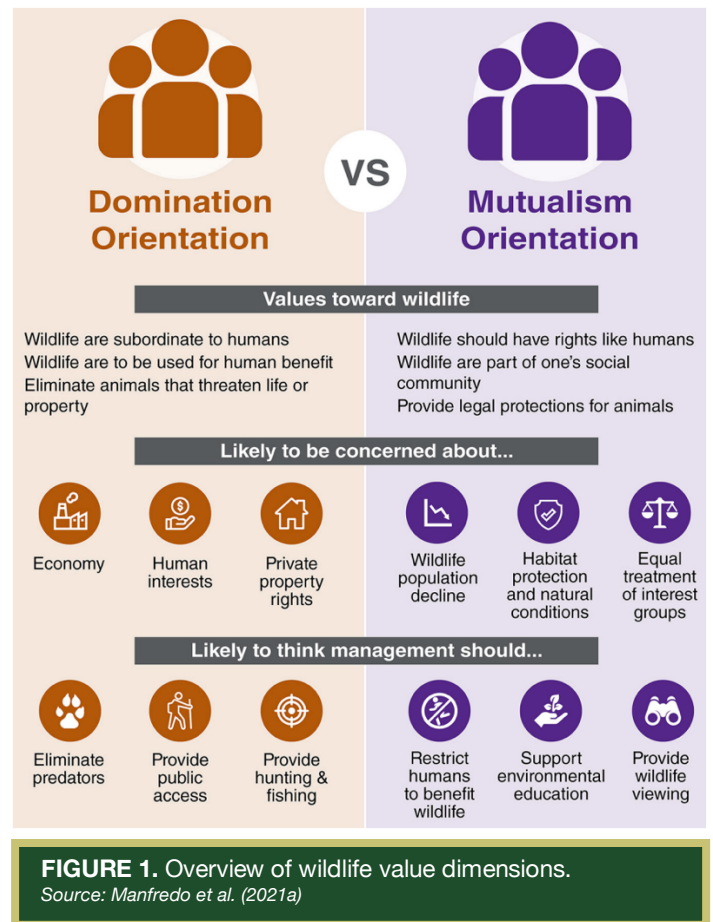 VS
Domination
Orientation
Mutualism
Orientation
Values toward wildlife
Wildlife are subordinate to humans
Wildlife are to be used for human benefit
Eliminate animals that threaten life or
property
Wildlife should have rights like humans
Wildlife are part of one's social
community
Provide legal protections for animals
Likely to be concerned about...
Economy
Human
interests
Private
property
rights
Wildlife
population
decline
Habitat
protection
and natural
conditions
Equal
treatment
of interest
groups
Likely to think management should...
Eliminate
predators
Provide
public
access
Provide
hunting &
fishing
Restrict
humans
to benefit
wildlife
Support
environmental
education
Provide
wildlife
viewing
FIGURE 1. Overview of wildlife value dimensions.
Source: Manfredo et al. (2021a)